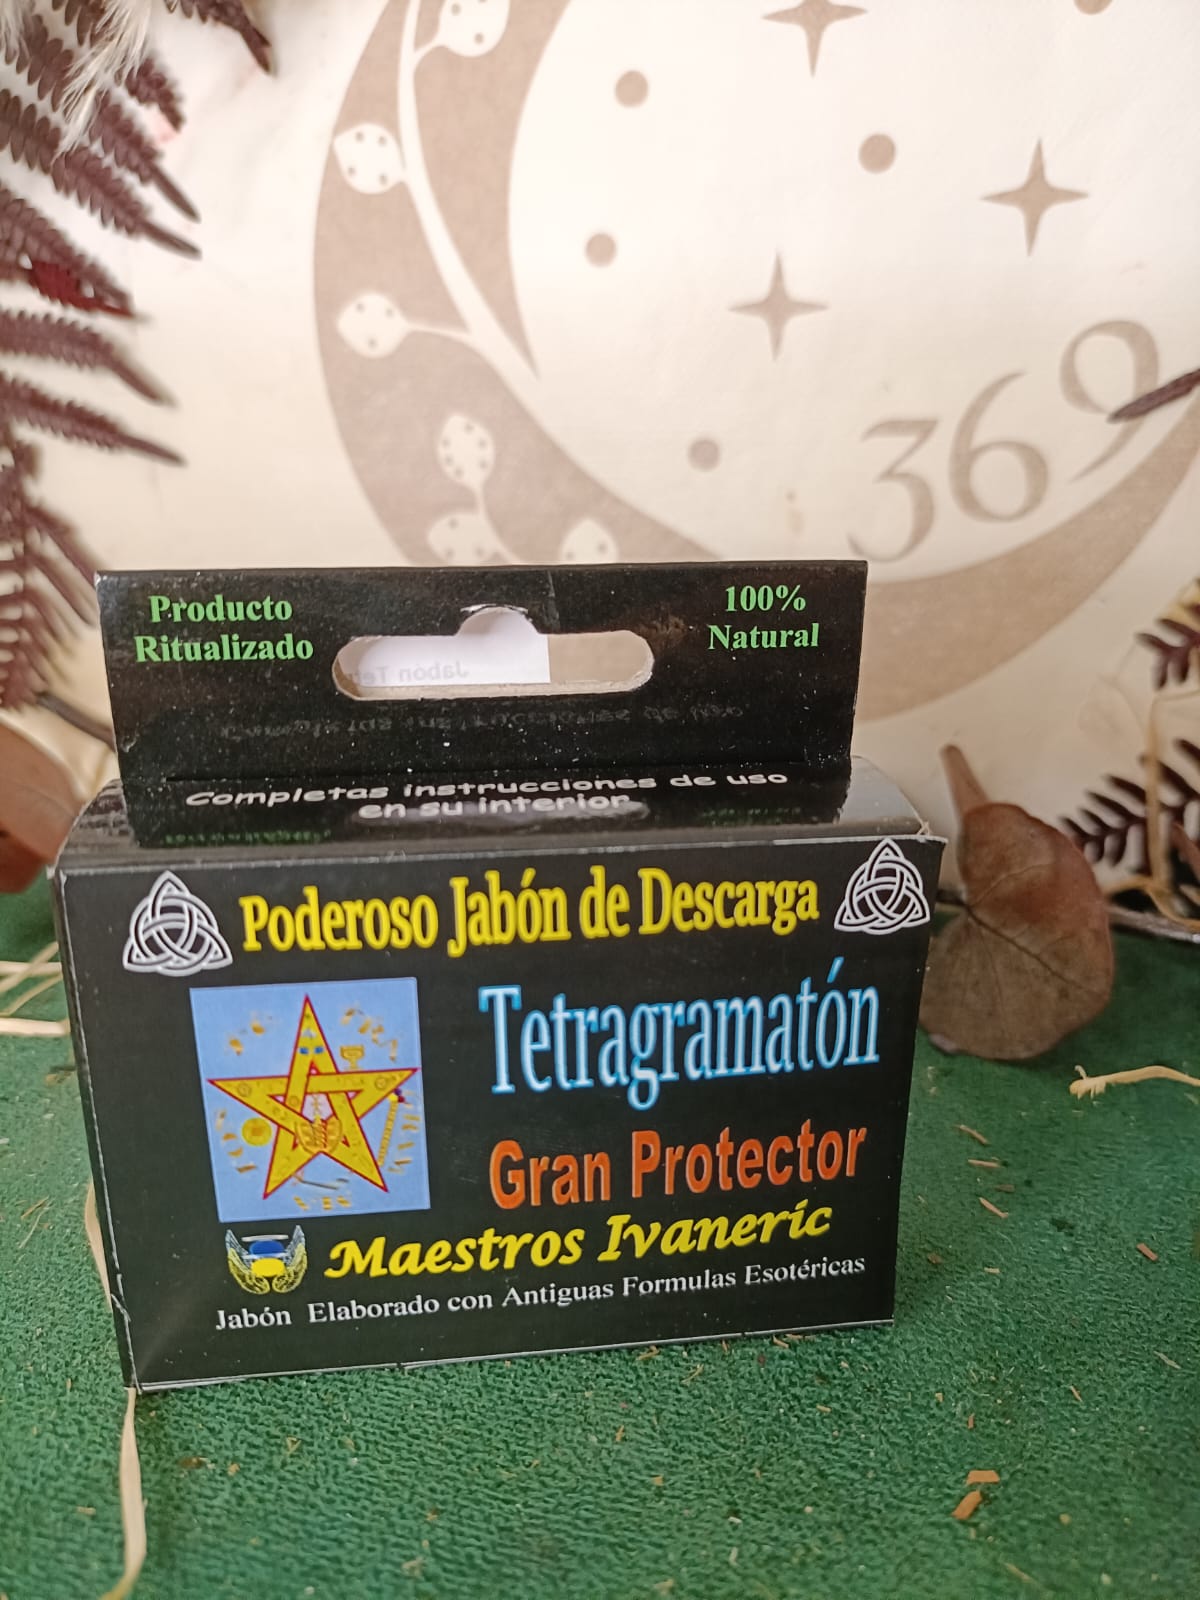 369
Producto
Ritualizado
100%
Natural
Jabón
Completas instrucciones de uso
en su interior
Poderoso Jabón de Descarga
Tetragramatón
Gran Protector
Maestros Ivaneric
Jabón Elaborado con Antiguas Formulas Esotéricas